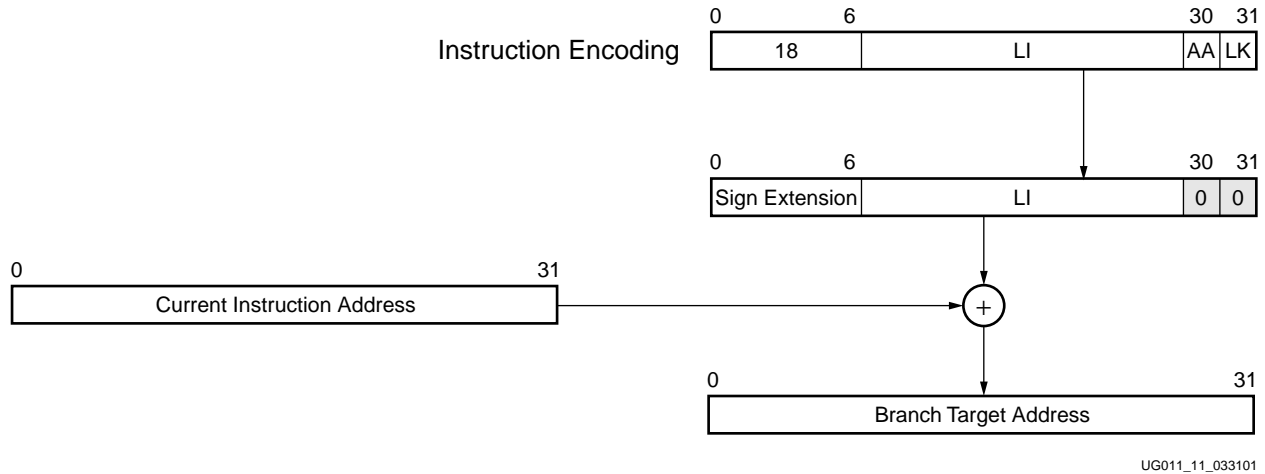 0 6 30 31
Instruction Encoding 18 LI AA LK
0 6 30 31
Sign Extension LI 0 0
0 31
Current Instruction Address +
0 31
Branch Target Address
UG011_11_033101